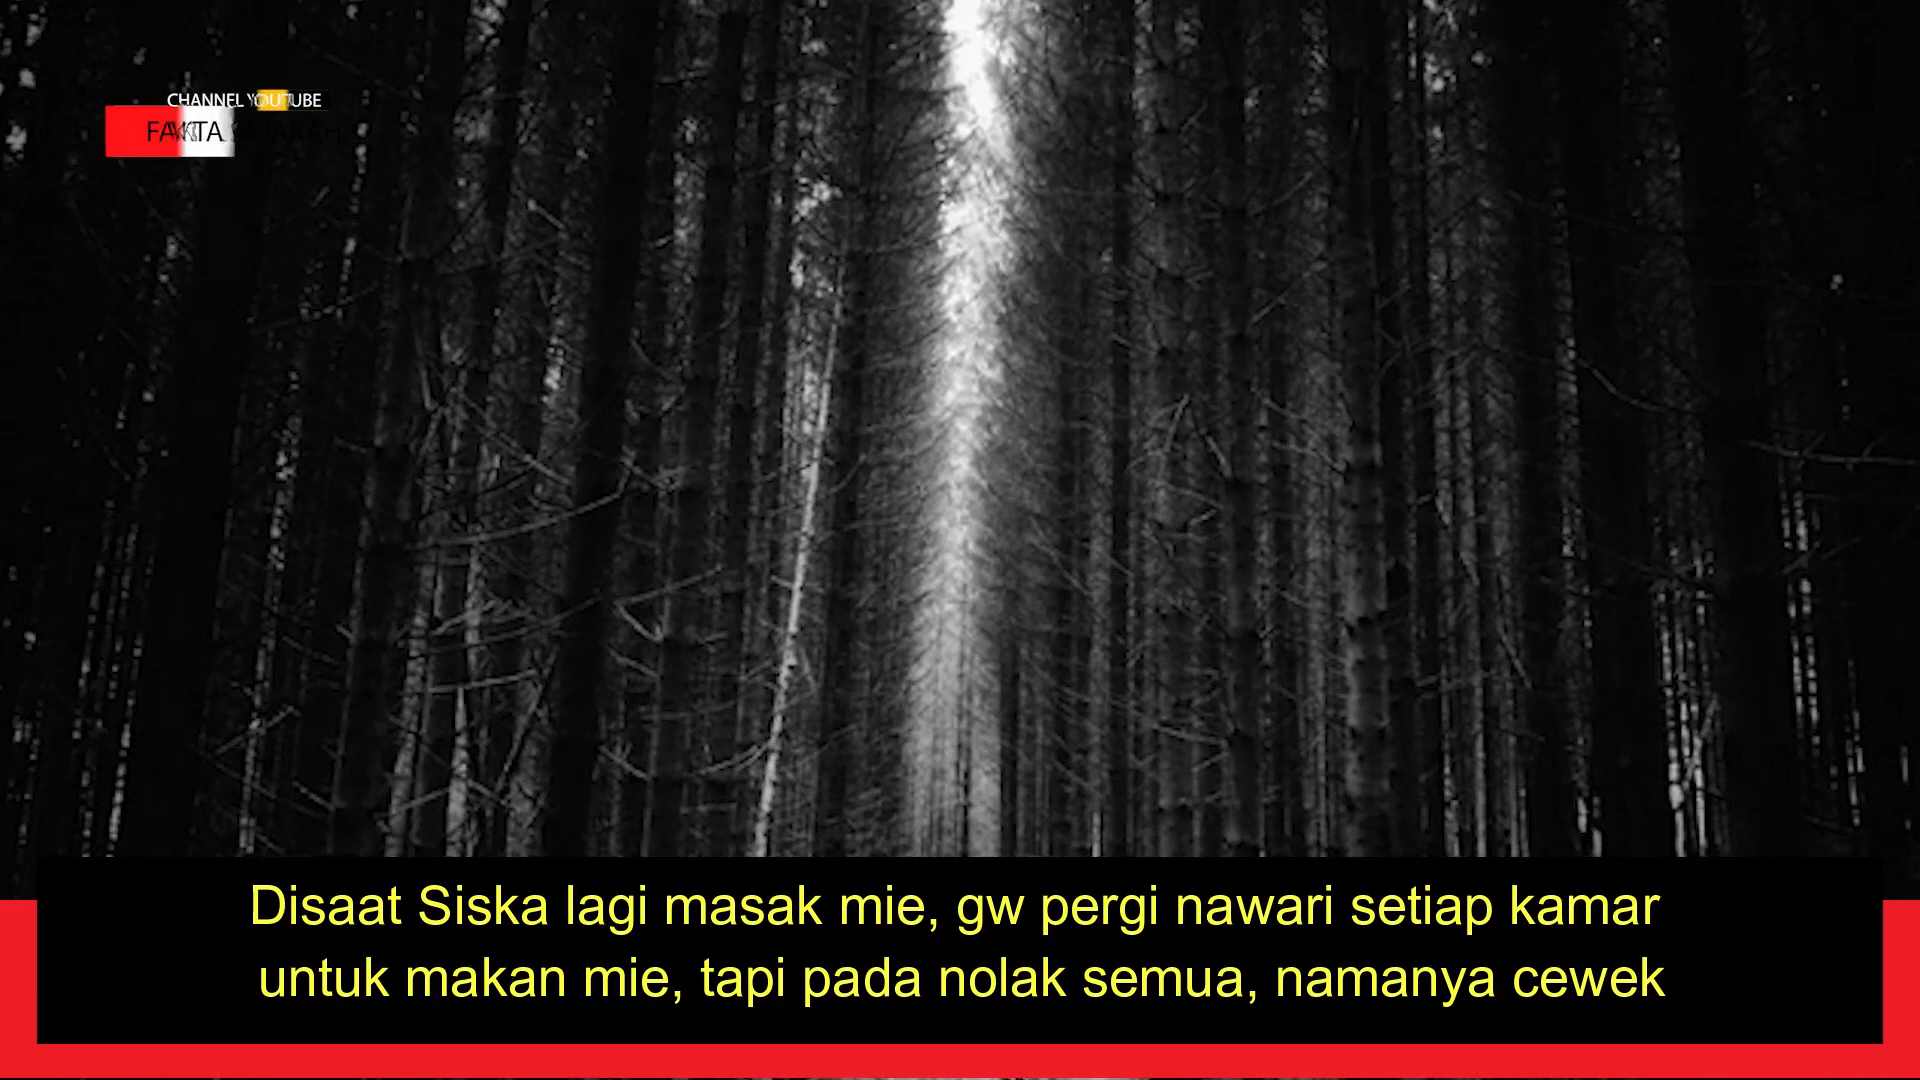 CHANNEL YOUTUBE
FAKTA
Disaat Siska lagi masak mie, gw pergi nawari setiap kamar
untuk makan mie, tapi pada nolak semua, namanya cewek